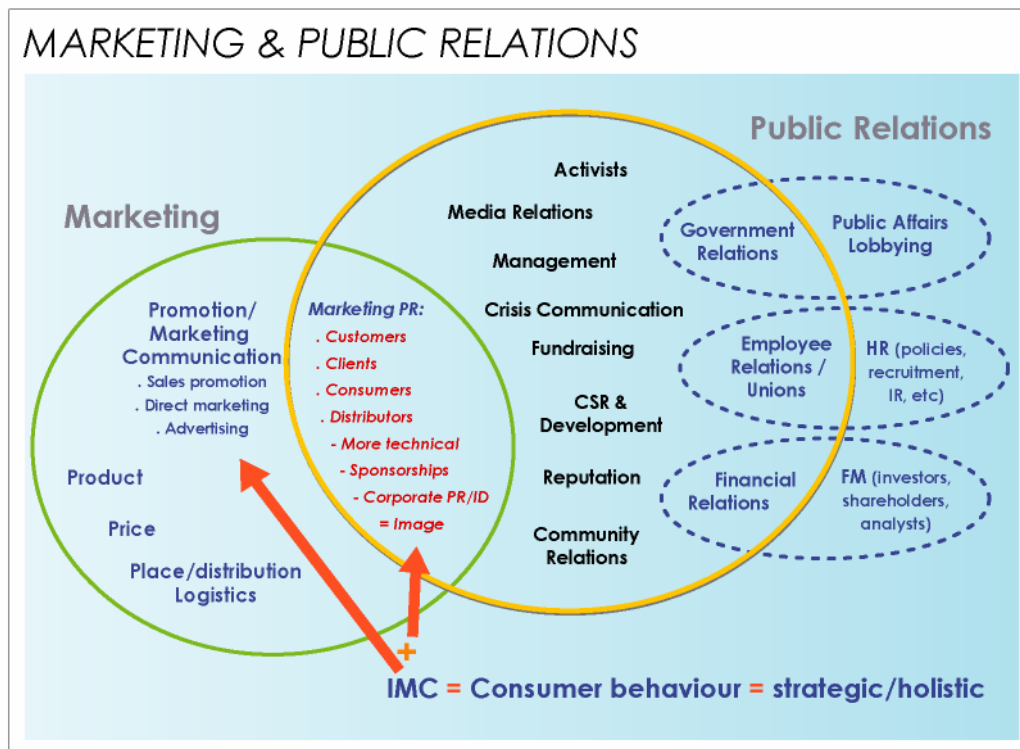 MARKETING & PUBLIC RELATIONS
Public Relations
Marketing
Activists
Media Relations
Management
Crisis Communication
Fundraising
CSR &
Development
Reputation
Community
Relations
Government
Relations
Public Affairs
Lobbying
Employee
Relations /
Unions
HR (policies,
recruitment,
IR, etc)
Financial
Relations
FM (investors,
shareholders,
analysts)
Promotion/
Marketing
Communication
. Sales promotion
. Direct marketing
. Advertising
Product
Price
Place/distribution
Logistics
Marketing PR:
. Customers
. Clients
. Consumers
. Distributors
- More technical
- Sponsorships
- Corporate PR/ID
= Image
+
IMC = Consumer behaviour = strategic/holistic